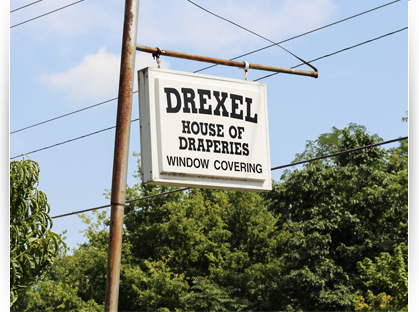 DREXEL
HOUSE OF
DRAPERIES
WINDOW COVERING